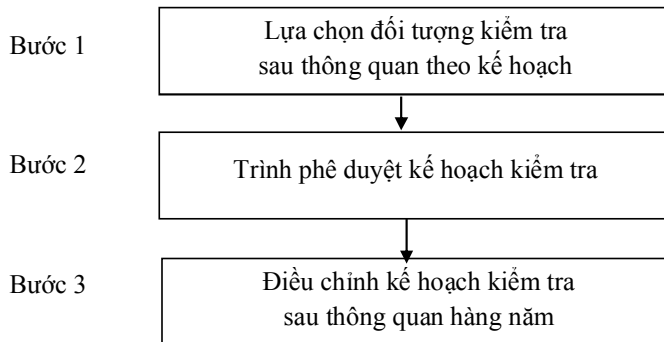 Bước 1
Lựa chọn đối tượng kiểm tra
sau thông quan theo kế hoạch
Bước 2
Trình phê duyệt kế hoạch kiểm tra
Bước 3
Điều chỉnh kế hoạch kiểm tra
sau thông quan hàng năm